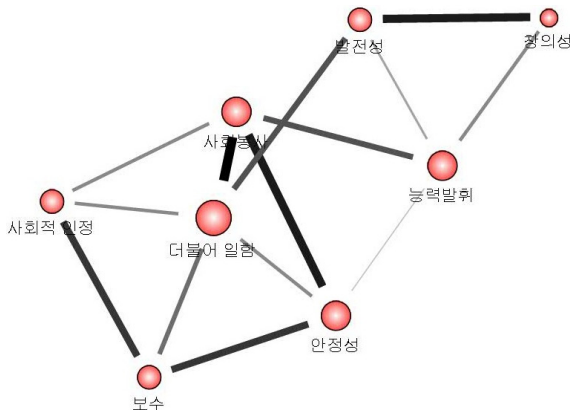 발전성
창의성
사회봉사
능력발휘
사회적 인정
더불어 일함
안정성
보수